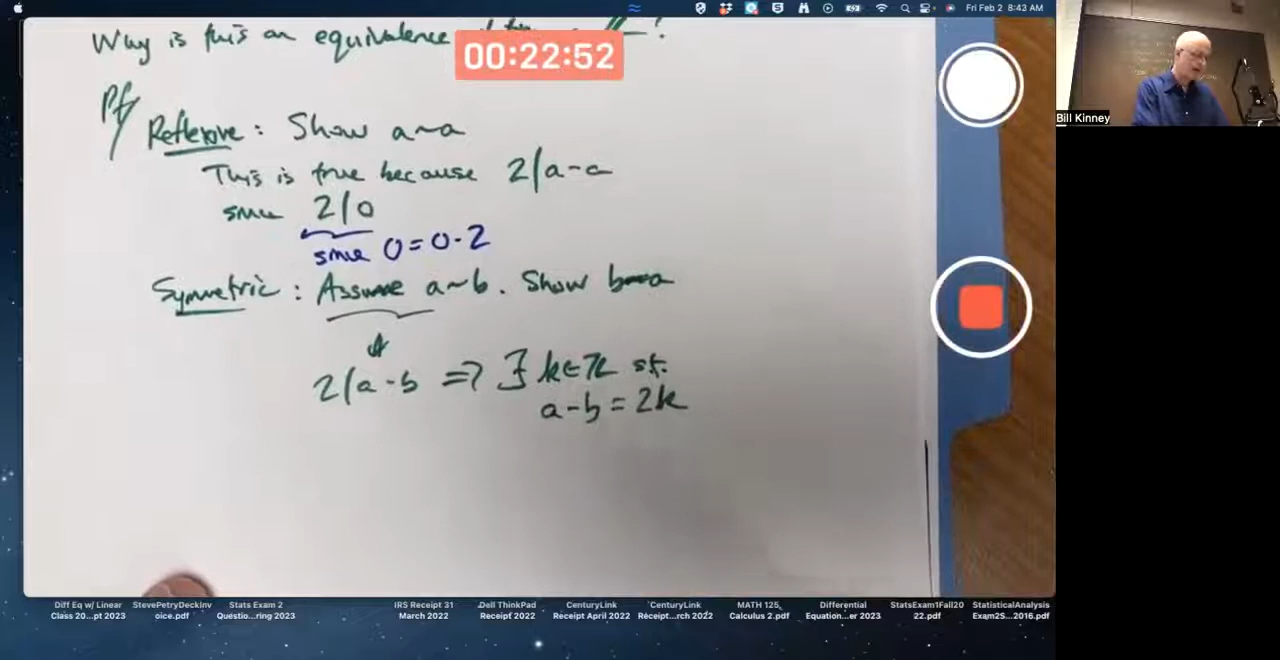 Fri Feb 2 8:43 AM
Why is this an equivalence
00:22:52
Pf/
Reflexive: Show a~a
This is true because 2|a-a
since 2|0
since 0=0·2
Symmetric: Assume a~b. Show b~a
2|a-b => ∃ k∈ℤ st.
a-b=2k
Bill Kinney
Diff Eq w/ Linear
Class 20...pt 2023
StevePetryDeckInv
oice.pdf
Stats Exam 2
Questio...ring 2023
IRS Receipt 31
March 2022
Dell ThinkPad
Receipt 2022
CenturyLink
Receipt April 2022
CenturyLink
Receipt...rch 2022
MATH 125,
Calculus 2.pdf
Differential
Equation...er 2023
StatsExam1Fall20
22.pdf
StatisticalAnalysis
Exam2S...2016.pdf